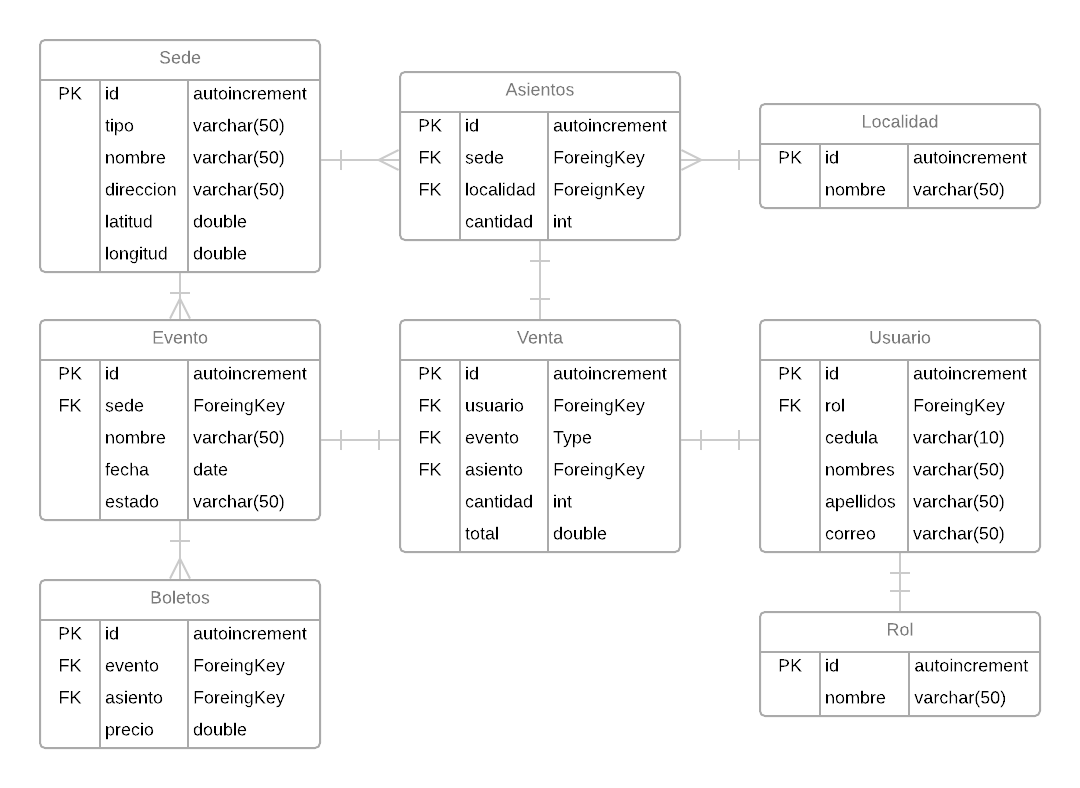 Sede
PK id autoincrement
tipo varchar(50)
nombre varchar(50)
direccion varchar(50)
latitud double
longitud double
Asientos
PK id autoincrement
FK sede ForeingKey
FK localidad ForeignKey
cantidad int
Localidad
PK id autoincrement
nombre varchar(50)
Evento
PK id autoincrement
FK sede ForeingKey
nombre varchar(50)
fecha date
estado varchar(50)
Venta
PK id autoincrement
FK usuario ForeingKey
FK evento Type
FK asiento ForeingKey
cantidad int
total double
Usuario
PK id autoincrement
FK rol ForeingKey
cedula varchar(10)
nombres varchar(50)
apellidos varchar(50)
correo varchar(50)
Boletos
PK id autoincrement
FK evento ForeingKey
FK asiento ForeingKey
precio double
Rol
PK id autoincrement
nombre varchar(50)